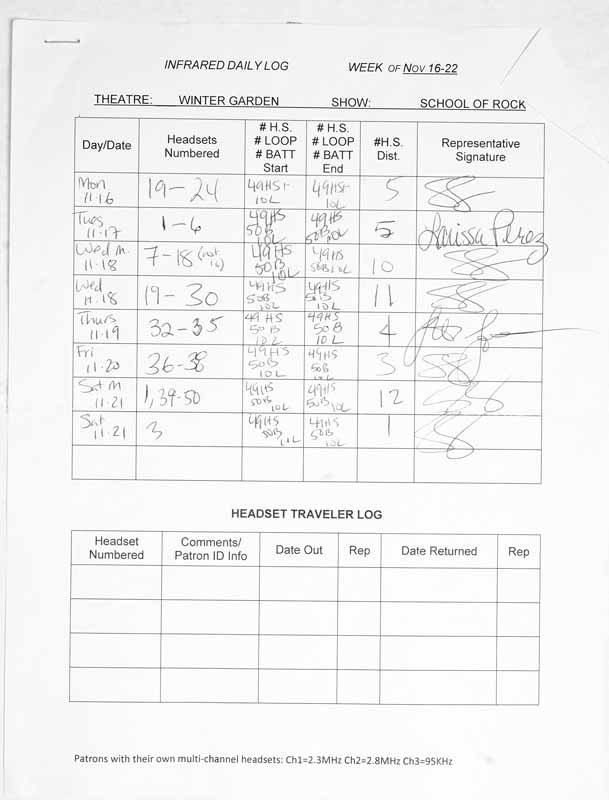 INFRARED DAILY LOG WEEK OF NOV 16-22
THEATRE: WINTER GARDEN SHOW: SCHOOL OF ROCK
Day/Date Headsets Numbered # H.S. # LOOP # BATT Start # H.S. # LOOP # BATT End #H.S. Dist. Representative Signature
Mon 11-16 19-24 49HS 10L 49HS 10L 5
Tues 11-17 1-6 49HS 50B 10L 49HS 50B 10L 5 Larissa Perez
Wed M. 11-18 7-18 (not 49HS 50B 10L 49HS 50B 10L 10
Wed 11-18 19-30 49HS 50B 10L 49HS 50B 10L 11
Thurs 11-19 32-35 49HS 50B 10L 49HS 50B 10L 4
Fri 11-20 36-38 49HS 50B 10L 49HS 50B 10L 3
Sat M 11-21 1, 39-50 49HS 50B 10L 49HS 50B 10L 12
Sat 11-21 3 49HS 50B 10L 49HS 50B 10L 1
HEADSET TRAVELER LOG
Headset Numbered Comments/ Patron ID Info Date Out Rep Date Returned Rep
Patrons with their own multi-channel headsets: Ch1=2.3MHz Ch2=2.8MHz Ch3=95KHz